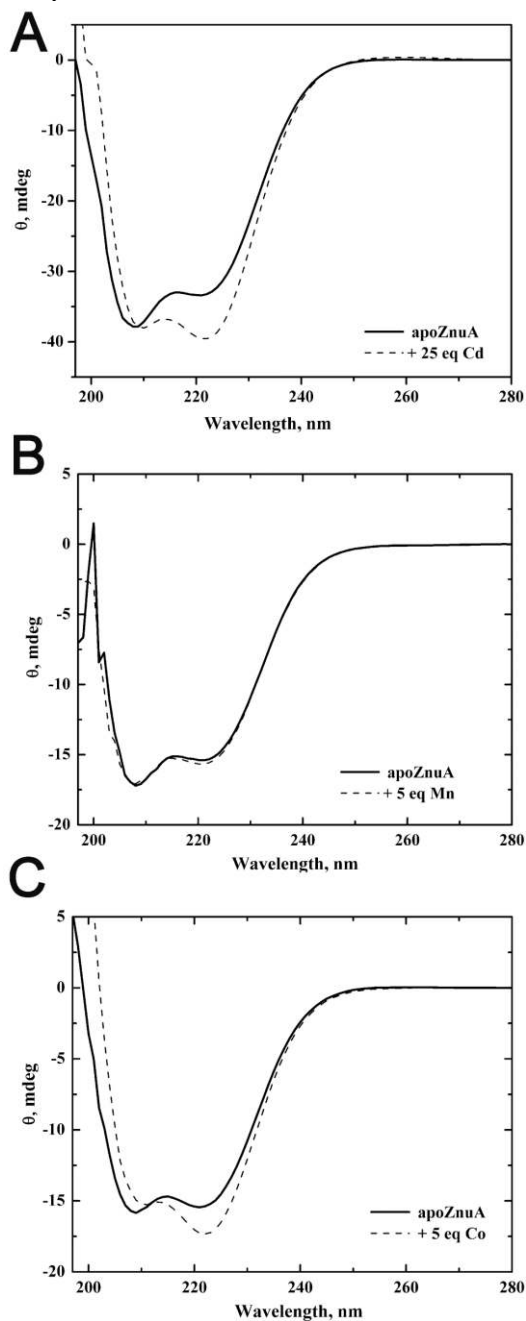 A
0
-10
-20
-30
-40
θ, mdeg
apoZnuA
+ 25 eq Cd
200 220 240 260 280
Wavelength, nm
B
5
0
-5
-10
-15
-20
θ, mdeg
apoZnuA
+ 5 eq Mn
200 220 240 260 280
Wavelength, nm
C
5
0
-5
-10
-15
-20
θ, mdeg
apoZnuA
+ 5 eq Co
200 220 240 260 280
Wavelength, nm